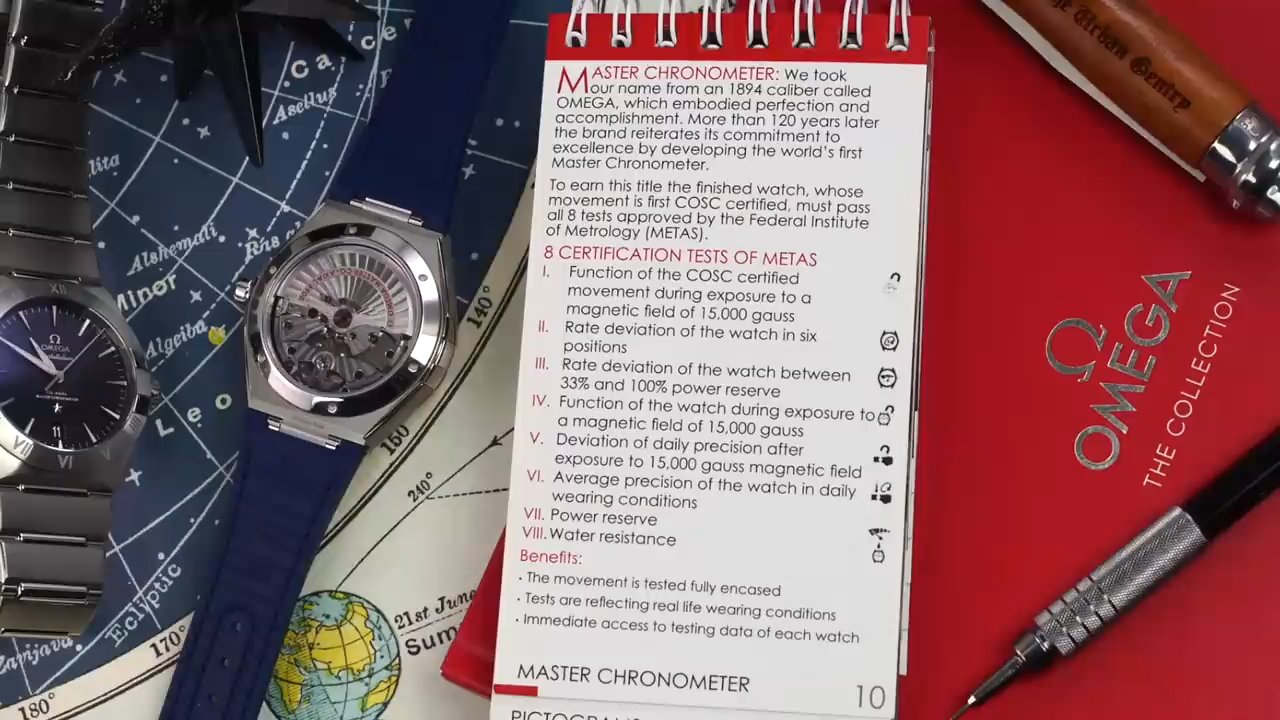 MASTER CHRONOMETER: We took
our name from an 1894 caliber called
OMEGA, which embodied perfection and
accomplishment. More than 120 years later
the brand reiterates its commitment to
excellence by developing the world's first
Master Chronometer.
To earn this title the finished watch, whose
movement is first COSC certified, must pass
all 8 tests approved by the Federal Institute
of Metrology (METAS).
8 CERTIFICATION TESTS OF METAS
I. Function of the COSC certified
movement during exposure to a
magnetic field of 15,000 gauss
II. Rate deviation of the watch in six
positions
III. Rate deviation of the watch between
33% and 100% power reserve
IV. Function of the watch during exposure to
a magnetic field of 15,000 gauss
V. Deviation of daily precision after
exposure to 15,000 gauss magnetic field
VI. Average precision of the watch in daily
wearing conditions
VII. Power reserve
VIII. Water resistance
Benefits:
· The movement is tested fully encased
· Tests are reflecting real life wearing conditions
· Immediate access to testing data of each watch
MASTER CHRONOMETER
10
Urban Gentry
Ω
OMEGA
THE COLLECTION
Asellus
Alshemali
Minor
Algeiba
Leo
Ecliptic
Zavijava
140°
160
240°
170°
180°
21st June
XII
OMEGA
VII
VI